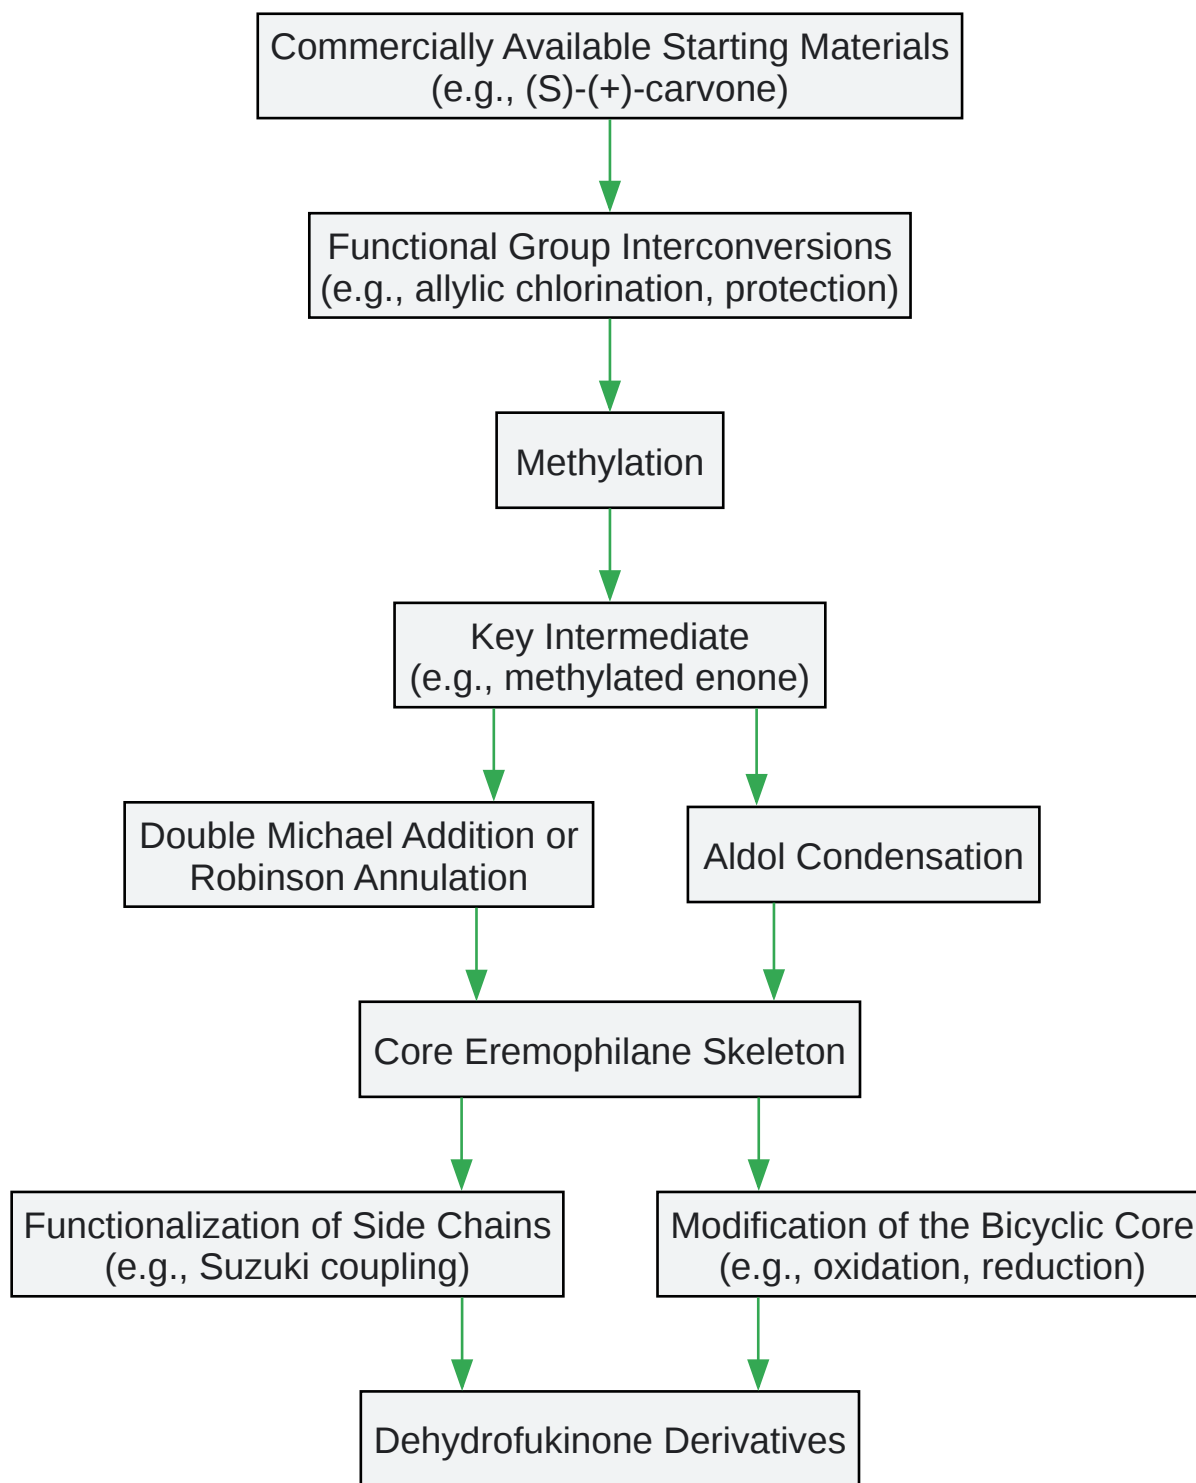 Commercially Available Starting Materials
(e.g., (S)-(+)-carvone)
Functional Group Interconversions
(e.g., allylic chlorination, protection)
Methylation
Key Intermediate
(e.g., methylated enone)
Double Michael Addition or
Robinson Annulation
Aldol Condensation
Core Eremophilane Skeleton
Functionalization of Side Chains
(e.g., Suzuki coupling)
Modification of the Bicyclic Core
(e.g., oxidation, reduction)
Dehydrofukinone Derivatives